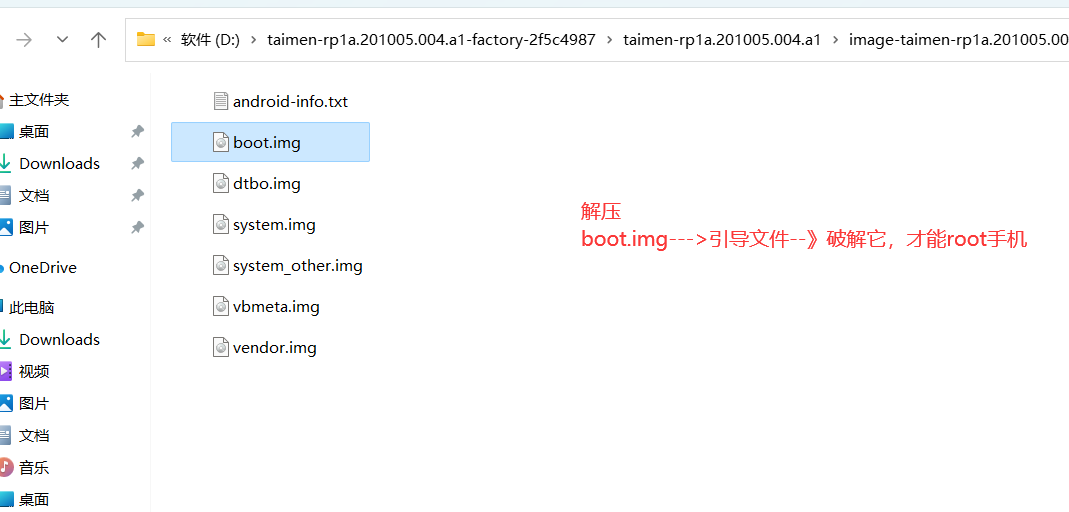 « 软件 (D:) › taimen-rp1a.201005.004.a1-factory-2f5c4987 › taimen-rp1a.201005.004.a1 › image-taimen-rp1a.201005.00
主文件夹
桌面
Downloads
文档
图片
OneDrive
此电脑
Downloads
视频
图片
文档
音乐
桌面
android-info.txt
boot.img
dtbo.img
system.img
system_other.img
vbmeta.img
vendor.img
解压
boot.img--->引导文件--》破解它，才能root手机